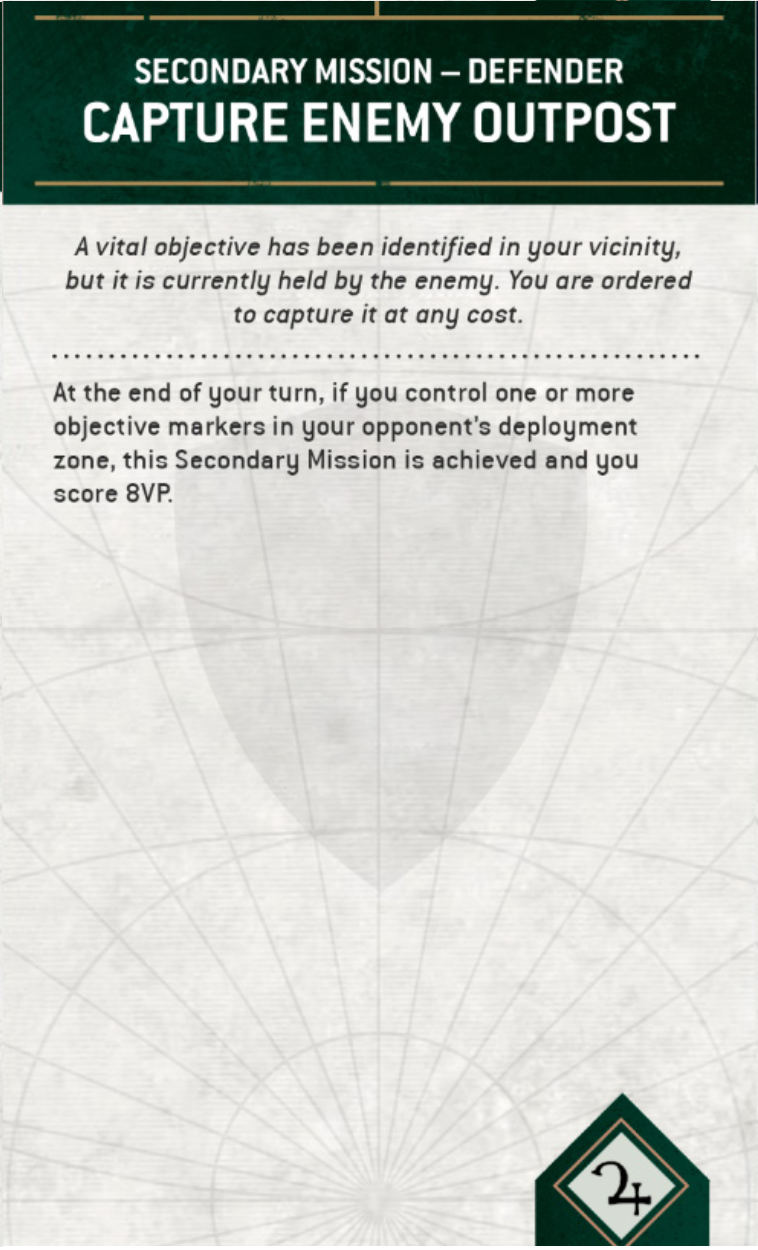 SECONDARY MISSION – DEFENDER
CAPTURE ENEMY OUTPOST
A vital objective has been identified in your vicinity,
but it is currently held by the enemy. You are ordered
to capture it at any cost.
At the end of your turn, if you control one or more
objective markers in your opponent's deployment
zone, this Secondary Mission is achieved and you
score 8VP.